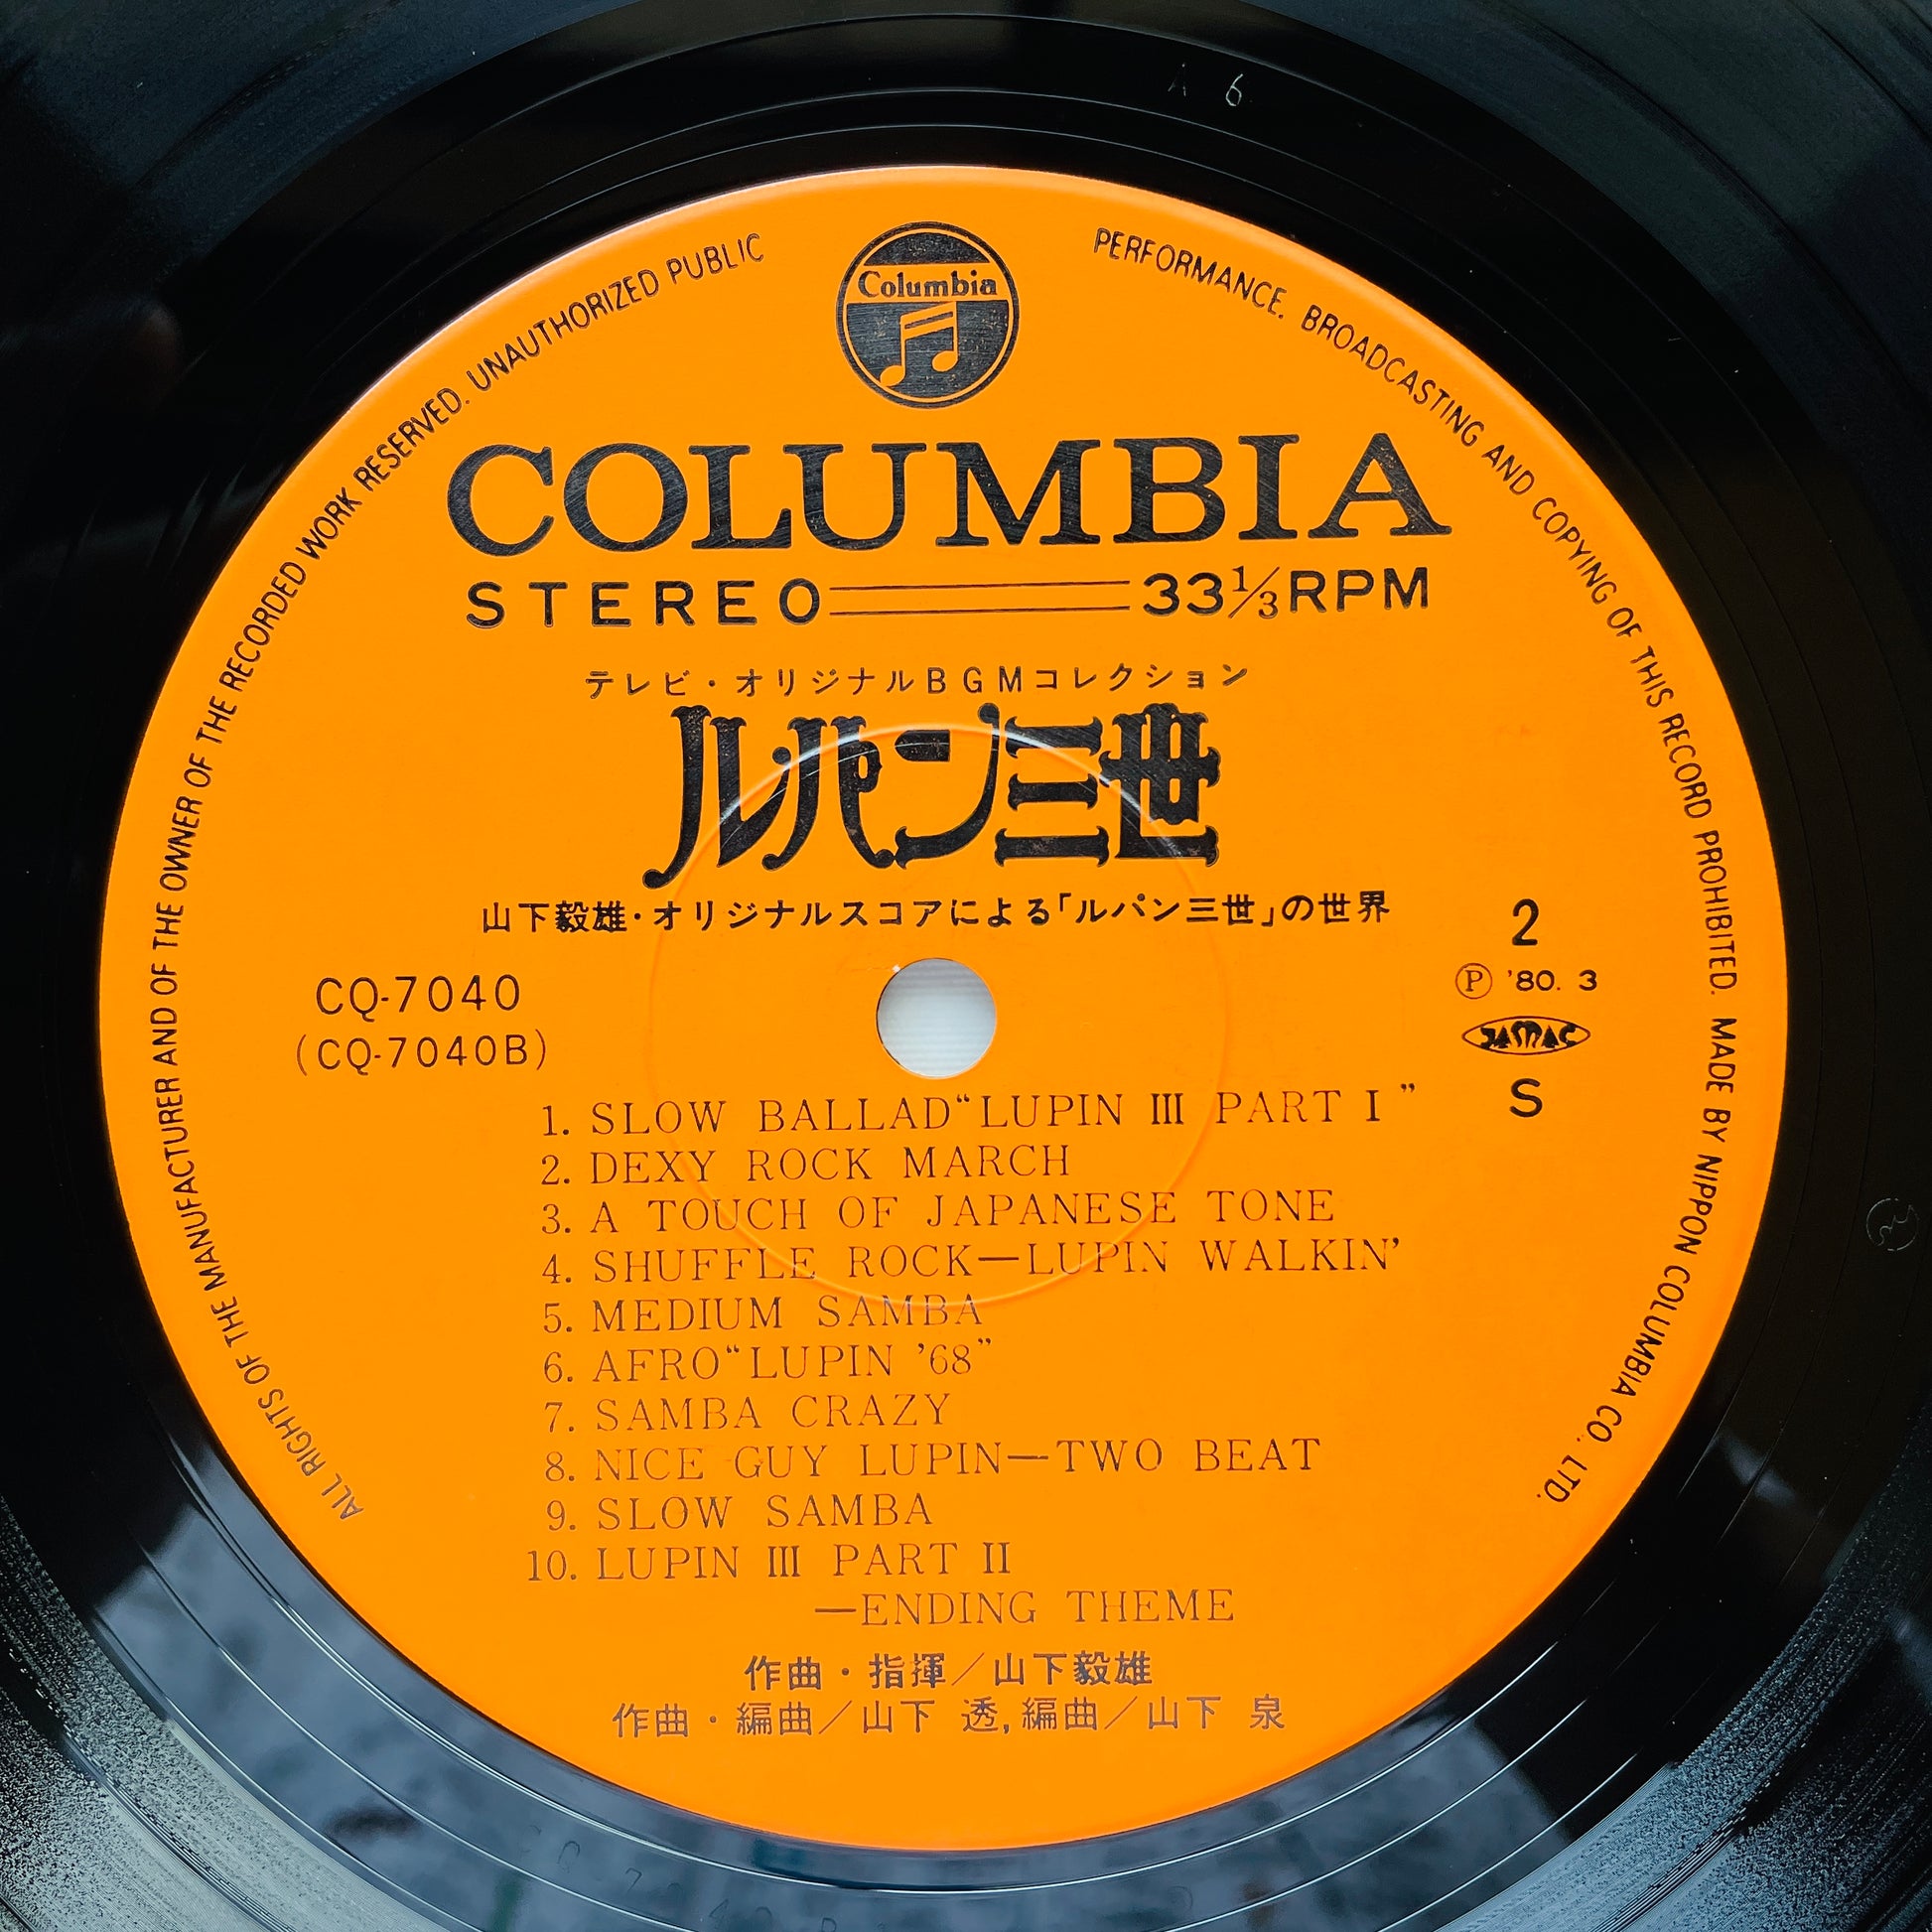 A 6
ALL RIGHTS OF THE MANUFACTURER AND OF THE OWNER OF THE RECORDED WORK RESERVED. UNAUTHORIZED PUBLIC PERFORMANCE. BROADCASTING AND COPYING OF THIS RECORD PROHIBITED. MADE BY NIPPON COLUMBIA CO., LTD.
Columbia
COLUMBIA
STEREO 33⅓RPM
テレビ・オリジナルBGMコレクション
ルパン三世
山下毅雄・オリジナルスコアによる「ルパン三世」の世界
2
CQ-7040
(CQ-7040B)
Ⓟ '80. 3
JASRAC
S
1. SLOW BALLAD“LUPIN III PART I”
2. DEXY ROCK MARCH
3. A TOUCH OF JAPANESE TONE
4. SHUFFLE ROCK—LUPIN WALKIN’
5. MEDIUM SAMBA
6. AFRO“LUPIN ’68”
7. SAMBA CRAZY
8. NICE GUY LUPIN—TWO BEAT
9. SLOW SAMBA
10. LUPIN III PART II
—ENDING THEME
作曲・指揮／山下毅雄
作曲・編曲／山下 透,編曲／山下 泉